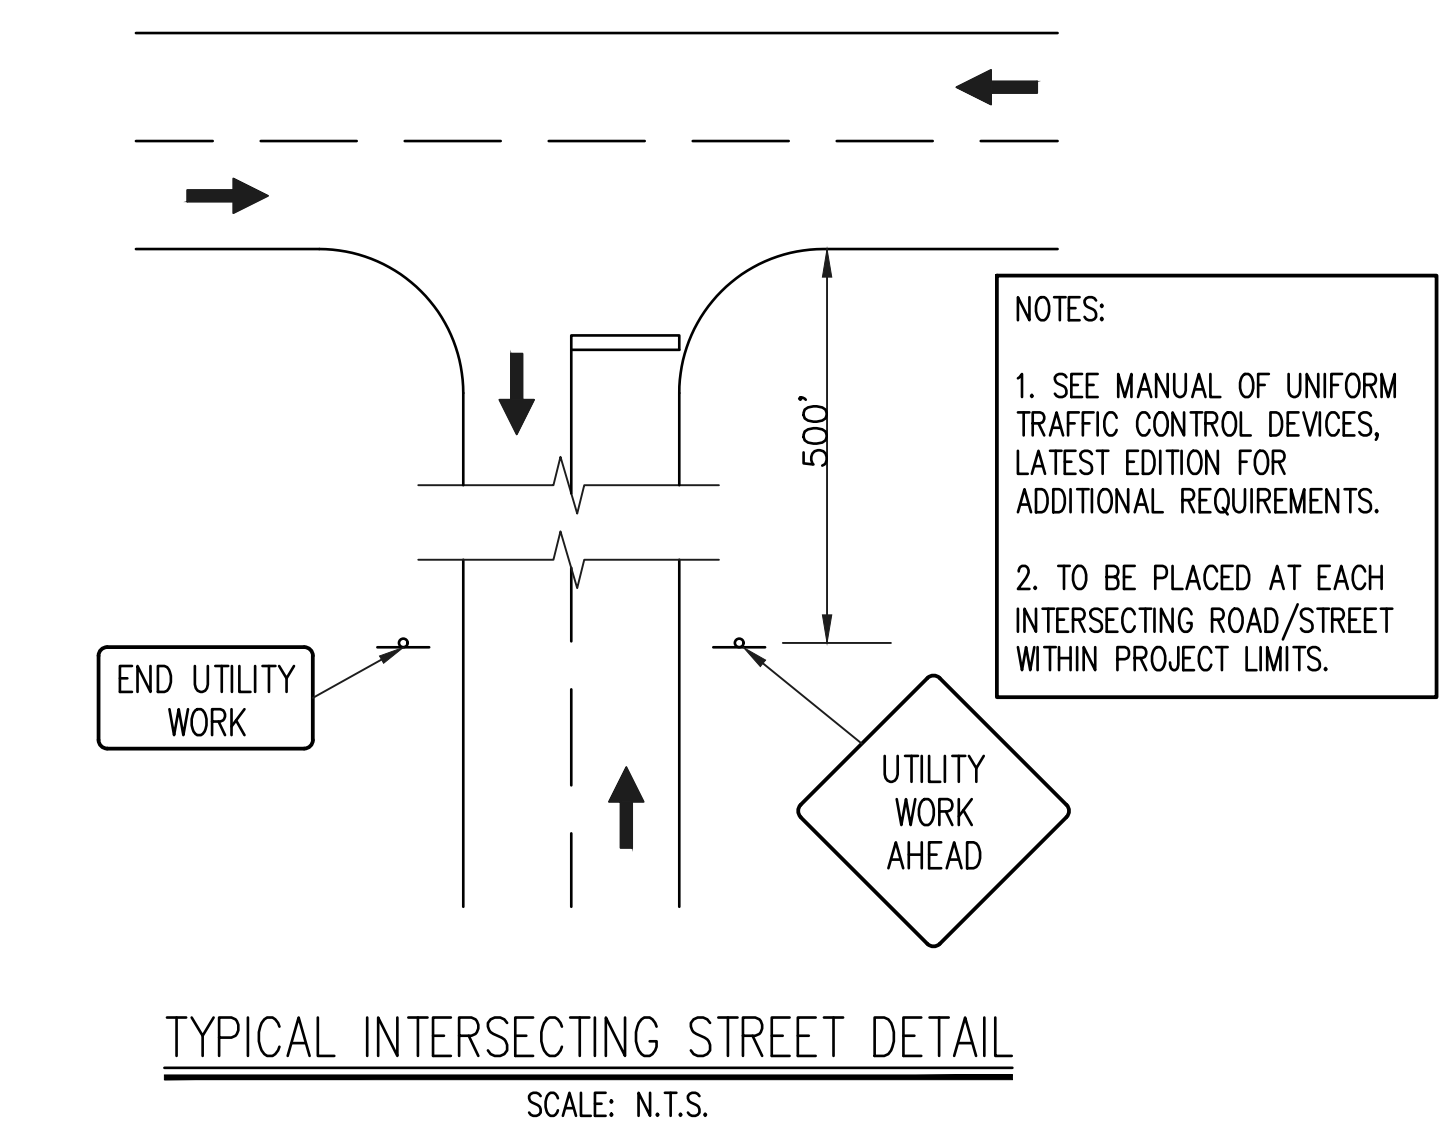 500'
NOTES:
1. SEE MANUAL OF UNIFORM
TRAFFIC CONTROL DEVICES,
LATEST EDITION FOR
ADDITIONAL REQUIREMENTS.
2. TO BE PLACED AT EACH
INTERSECTING ROAD/STREET
WITHIN PROJECT LIMITS.
END UTILITY
WORK
UTILITY
WORK
AHEAD
TYPICAL INTERSECTING STREET DETAIL
SCALE: N.T.S.